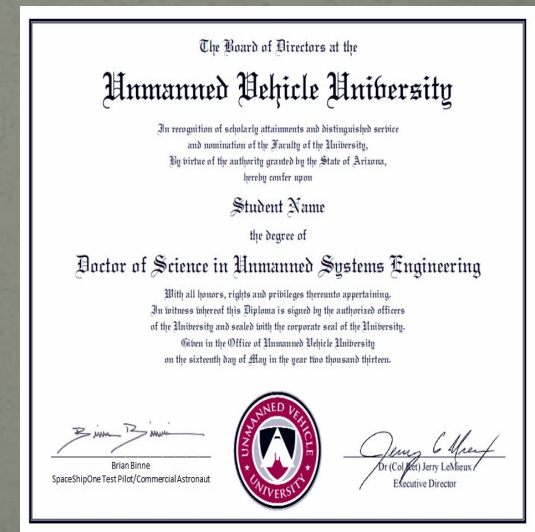 The Board of Directors at the
Unmanned Vehicle University
In recognition of scholarly attainments and distinguished service
and nomination of the Faculty of the University,
By virtue of the authority granted by the State of Arizona,
hereby confer upon
Student Name
the degree of
Doctor of Science in Unmanned Systems Engineering
With all honors, rights and privileges thereunto appertaining.
In witness whereof this Diploma is signed by the authorized officers
of the University and sealed with the corporate seal of the University.
Given in the Office of Unmanned Vehicle University
on the sixteenth day of May in the year two thousand thirteen.
UNMANNED VEHICLE
UNIVERSITY
Brian Binne
SpaceShipOne Test Pilot/Commercial Astronaut
Dr (Col Ret) Jerry LeMieux
Executive Director